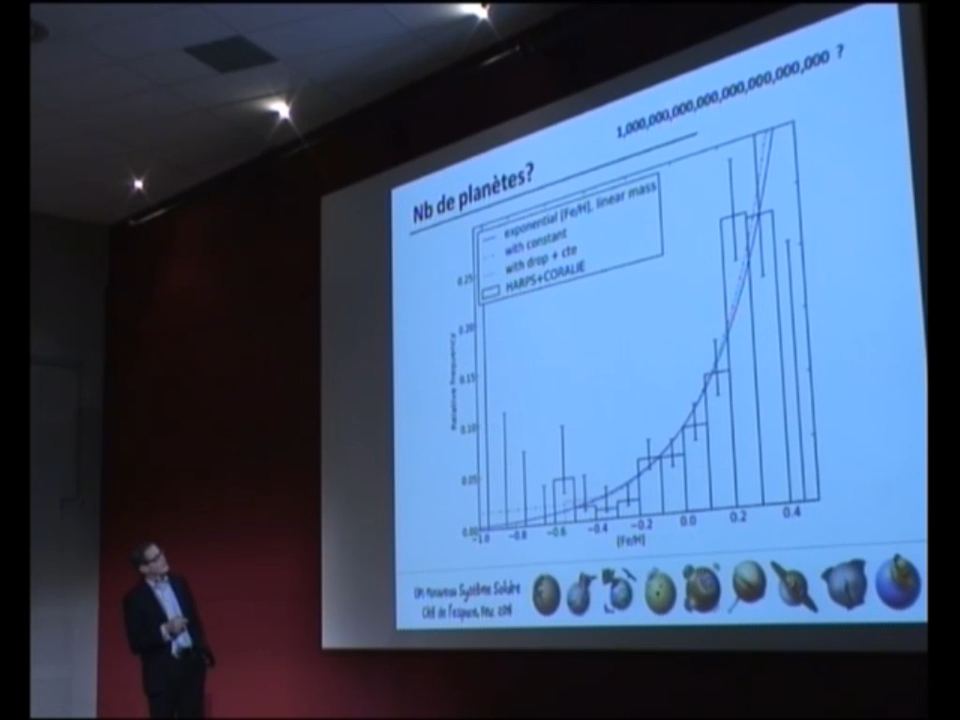 1,000,000,000,000,000,000,000,000 ?
Nb de planètes?
exponential [Fe/H], linear mass
with constant
with drop + cte
HARPS+CORALIE
Relative frequency
0.25
0.20
0.15
0.10
0.05
0.00
-1.0 -0.8 -0.6 -0.4 -0.2 0.0 0.2 0.4
[Fe/H]
Un nouveau Système Solaire
Cité de l'espace,